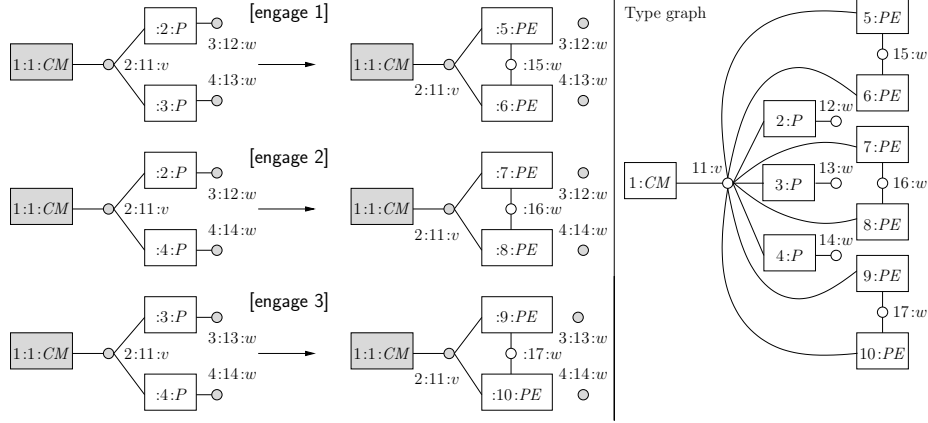 [engage 1]
1:1:CM
2:11:v
:2:P
3:12:w
:3:P
4:13:w
1:1:CM
2:11:v
:5:PE
:15:w
:6:PE
3:12:w
4:13:w
[engage 2]
1:1:CM
2:11:v
:2:P
3:12:w
:4:P
4:14:w
1:1:CM
2:11:v
:7:PE
:16:w
:8:PE
3:12:w
4:14:w
[engage 3]
1:1:CM
2:11:v
:3:P
3:13:w
:4:P
4:14:w
1:1:CM
2:11:v
:9:PE
:17:w
:10:PE
3:13:w
4:14:w
Type graph
1:CM
11:v
5:PE
15:w
6:PE
2:P
12:w
3:P
13:w
4:P
14:w
7:PE
16:w
8:PE
9:PE
17:w
10:PE